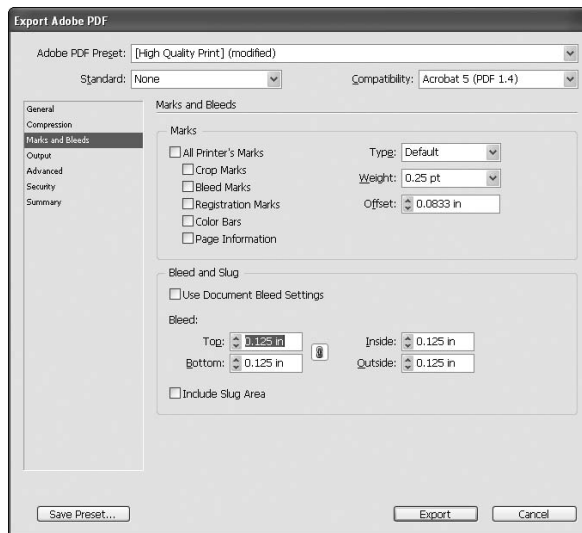 Export Adobe PDF
Adobe PDF Preset: [High Quality Print] (modified)
Standard: None Compatibility: Acrobat 5 (PDF 1.4)
General
Compression
Marks and Bleeds
Output
Advanced
Security
Summary
Marks and Bleeds
Marks
All Printer's Marks
Crop Marks
Bleed Marks
Registration Marks
Color Bars
Page Information
Type: Default
Weight: 0.25 pt
Offset: 0.0833 in
Bleed and Slug
Use Document Bleed Settings
Bleed:
Top: 0.125 in Inside: 0.125 in
Bottom: 0.125 in Outside: 0.125 in
Include Slug Area
Save Preset... Export Cancel